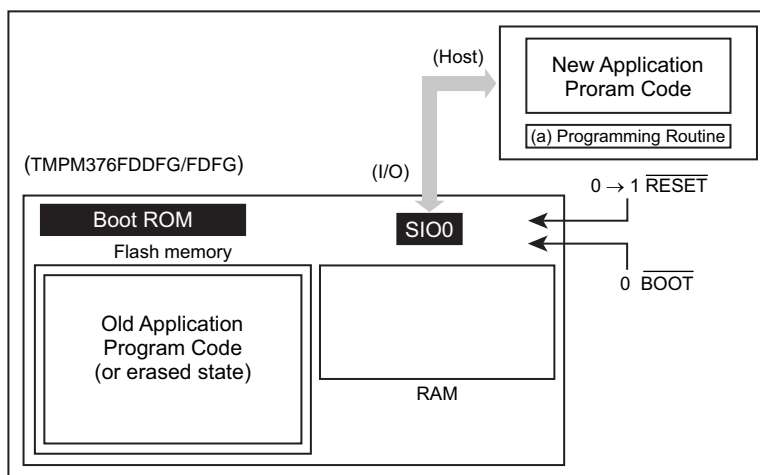 (Host)
New Application
Proram Code
(a) Programming Routine
(TMPM376FDDFG/FDFG)
(I/O)
0 → 1 RESET
Boot ROM
SIO0
Flash memory
0 BOOT
Old Application
Program Code
(or erased state)
RAM